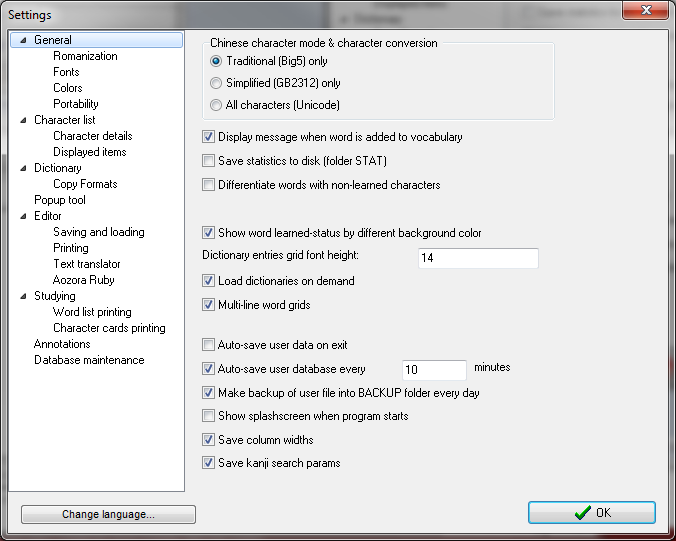 Settings
General
Romanization
Fonts
Colors
Portability
Character list
Character details
Displayed items
Dictionary
Copy Formats
Popup tool
Editor
Saving and loading
Printing
Text translator
Aozora Ruby
Studying
Word list printing
Character cards printing
Annotations
Database maintenance
Chinese character mode & character conversion
Traditional (Big5) only
Simplified (GB2312) only
All characters (Unicode)
Display message when word is added to vocabulary
Save statistics to disk (folder STAT)
Differentiate words with non-learned characters
Show word learned-status by different background color
Dictionary entries grid font height: 14
Load dictionaries on demand
Multi-line word grids
Auto-save user data on exit
Auto-save user database every 10 minutes
Make backup of user file into BACKUP folder every day
Show splashscreen when program starts
Save column widths
Save kanji search params
Change language...
OK